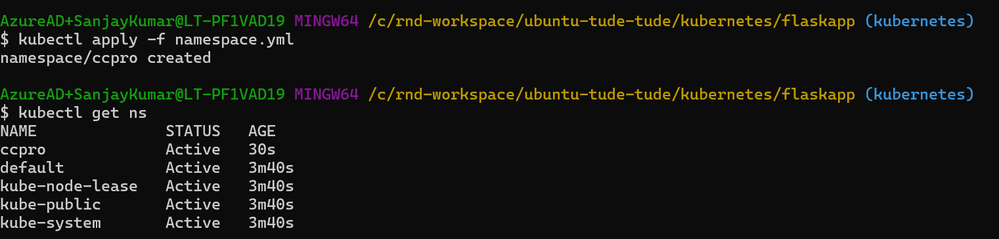 AzureAD+SanjayKumar@LT-PF1VAD19 MINGW64 /c/rnd-workspace/ubuntu-tude-tude/kubernetes/flaskapp (kubernetes)
$ kubectl apply -f namespace.yml
namespace/ccpro created
AzureAD+SanjayKumar@LT-PF1VAD19 MINGW64 /c/rnd-workspace/ubuntu-tude-tude/kubernetes/flaskapp (kubernetes)
$ kubectl get ns
NAME              STATUS   AGE
ccpro             Active   30s
default           Active   3m40s
kube-node-lease   Active   3m40s
kube-public       Active   3m40s
kube-system       Active   3m40s